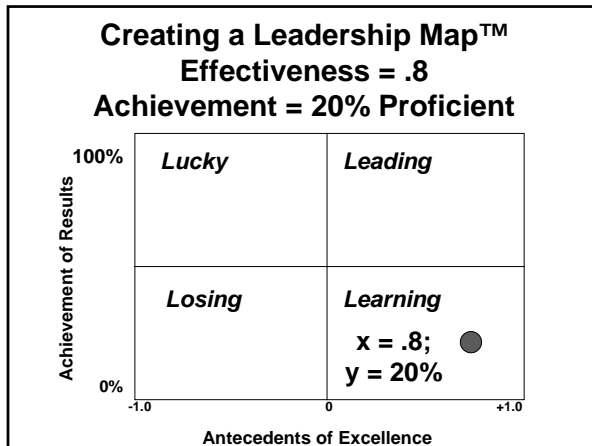 Creating a Leadership Map™
Effectiveness = .8
Achievement = 20% Proficient
100%
Lucky
Leading
Achievement of Results
Losing
Learning
x = .8;
y = 20%
0%
-1.0
0
+1.0
Antecedents of Excellence